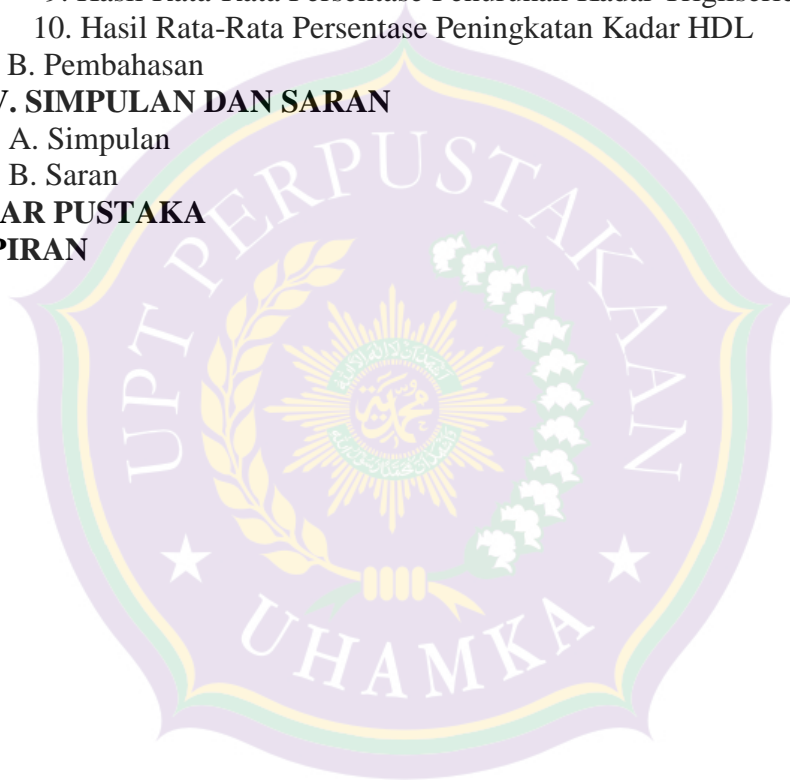 10. Hasil Rata-Rata Persentase Peningkatan Kadar HDL
B. Pembahasan
V. SIMPULAN DAN SARAN
A. Simpulan
B. Saran
AR PUSTAKA
PIRAN
UPT PERPUSTAKAAN
محمدية
UHAMKA